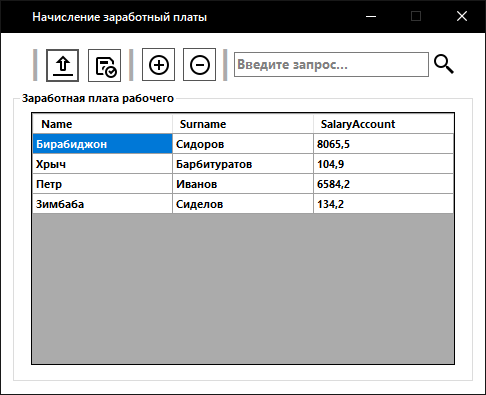 Начисление заработный платы
Введите запрос...
Заработная плата рабочего
Name Surname SalaryAccount
Бирабиджон Сидоров 8065,5
Хрыч Барбитуратов 104,9
Петр Иванов 6584,2
Зимбаба Сиделов 134,2